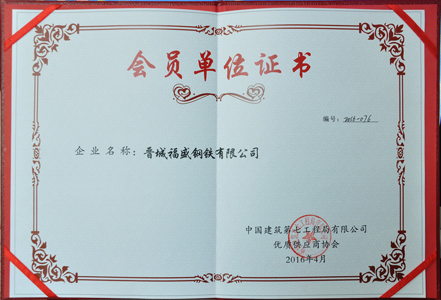 会员单位证书
编号：2016-076
企业名称：晋城福盛钢铁有限公司
中国建筑第七工程局有限公司
优质供应商协会
2016年4月